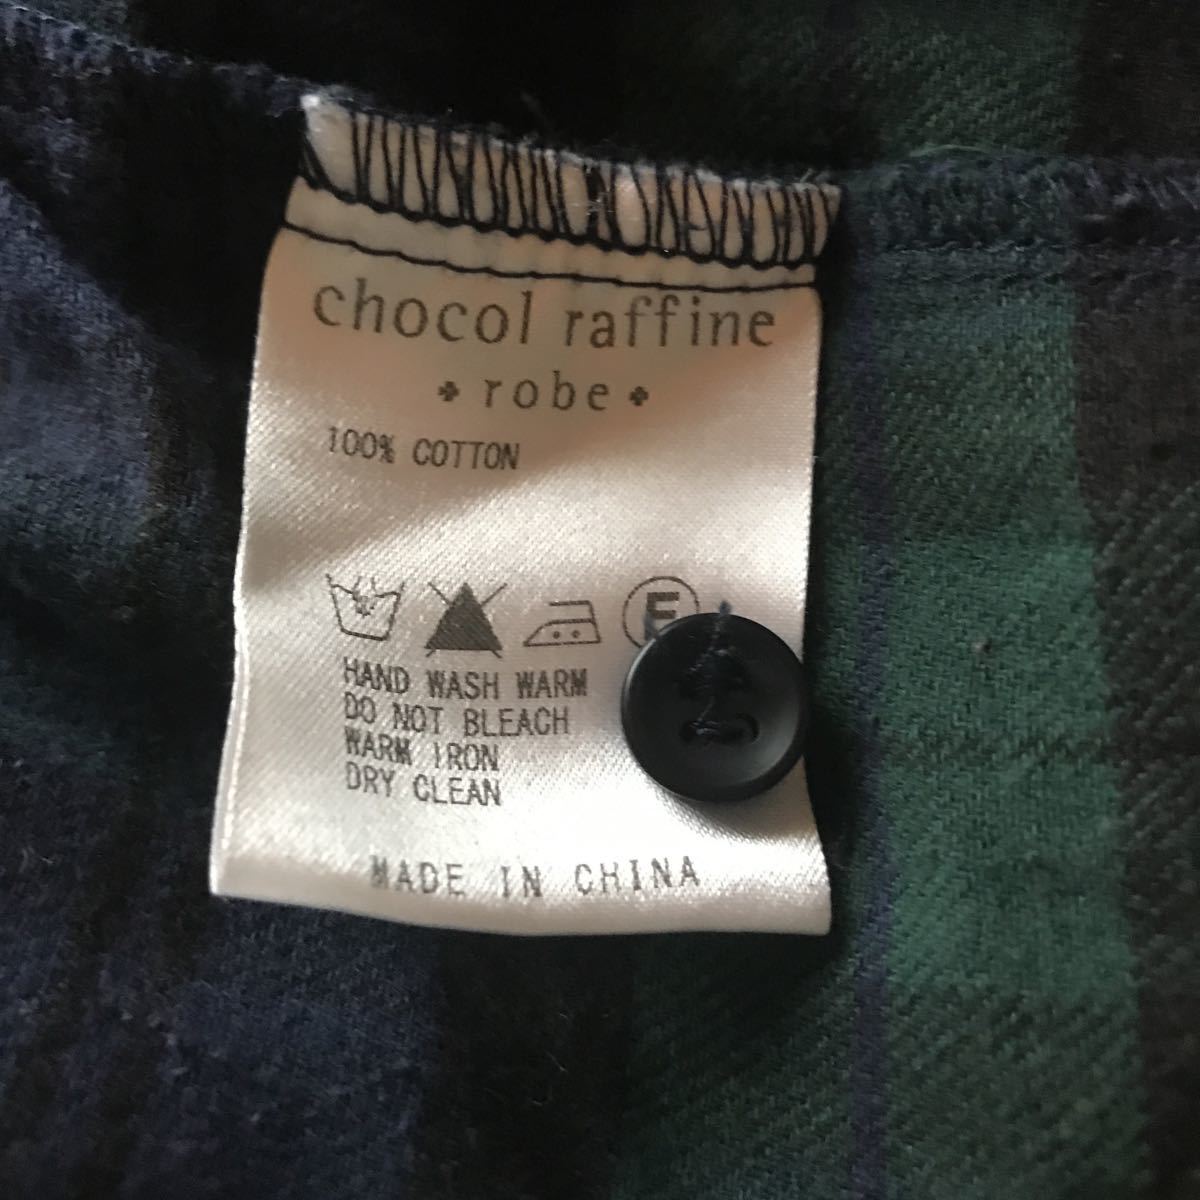 chocol raffine
robe
100% COTTON
F
HAND WASH WARM
DO NOT BLEACH
WARM IRON
DRY CLEAN
MADE IN CHINA